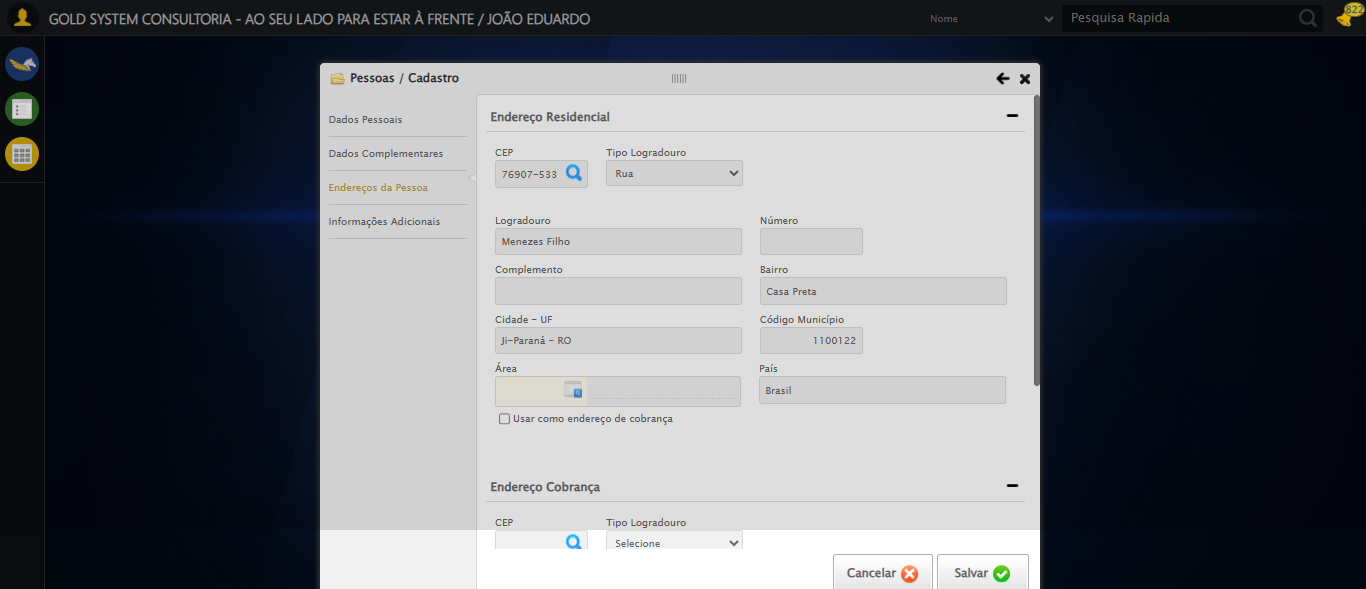 GOLD SYSTEM CONSULTORIA - AO SEU LADO PARA ESTAR À FRENTE / JOÃO EDUARDO
Nome
Pesquisa Rapida
822
Pessoas / Cadastro
Dados Pessoais
Dados Complementares
Endereços da Pessoa
Informações Adicionais
Endereço Residencial
CEP
Tipo Logradouro
76907-533
Rua
Logradouro
Número
Menezes Filho
Complemento
Bairro
Casa Preta
Cidade - UF
Código Município
Ji-Paraná - RO
1100122
Área
País
Brasil
Usar como endereço de cobrança
Endereço Cobrança
CEP
Tipo Logradouro
Selecione
Cancelar
Salvar